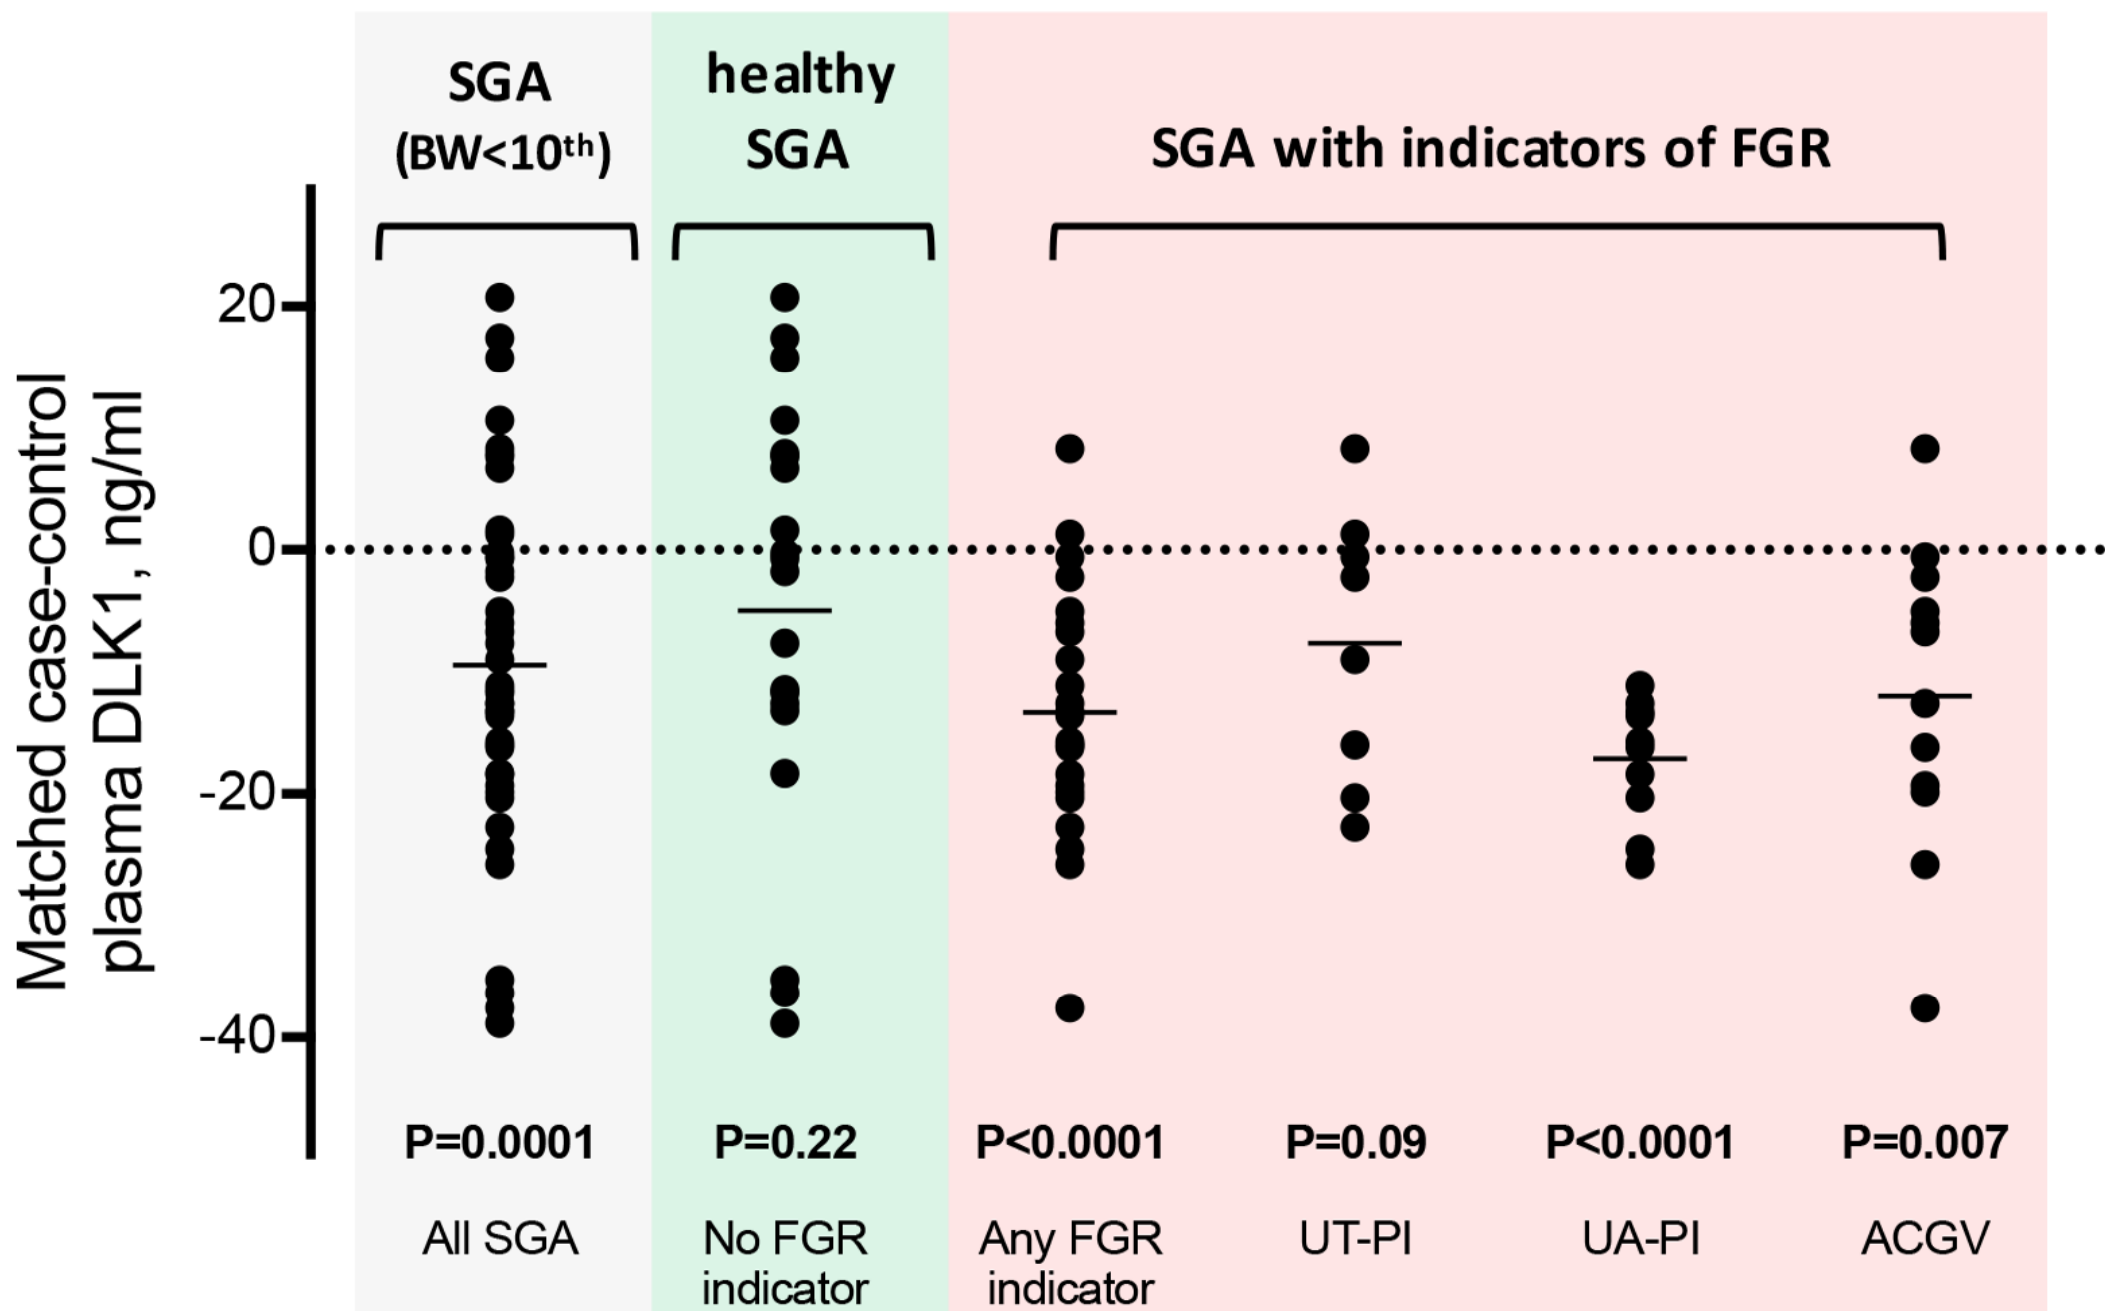 SGA
(BW<10th)
healthy
SGA
SGA with indicators of FGR
Matched case-control
plasma DLK1, ng/ml
20
0
-20
-40
P=0.0001
P=0.22
P<0.0001
P=0.09
P<0.0001
P=0.007
All SGA
No FGR
indicator
Any FGR
indicator
UT-PI
UA-PI
ACGV